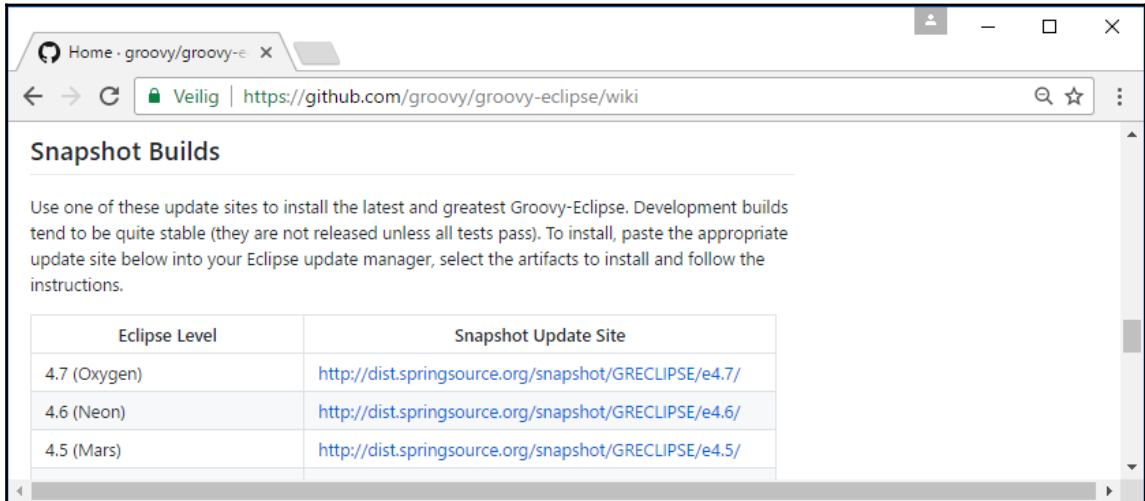 Home · groovy/groovy-e
Veilig | https://github.com/groovy/groovy-eclipse/wiki
Snapshot Builds
Use one of these update sites to install the latest and greatest Groovy-Eclipse. Development builds
tend to be quite stable (they are not released unless all tests pass). To install, paste the appropriate
update site below into your Eclipse update manager, select the artifacts to install and follow the
instructions.
Eclipse Level Snapshot Update Site
4.7 (Oxygen) http://dist.springsource.org/snapshot/GRECLIPSE/e4.7/
4.6 (Neon) http://dist.springsource.org/snapshot/GRECLIPSE/e4.6/
4.5 (Mars) http://dist.springsource.org/snapshot/GRECLIPSE/e4.5/